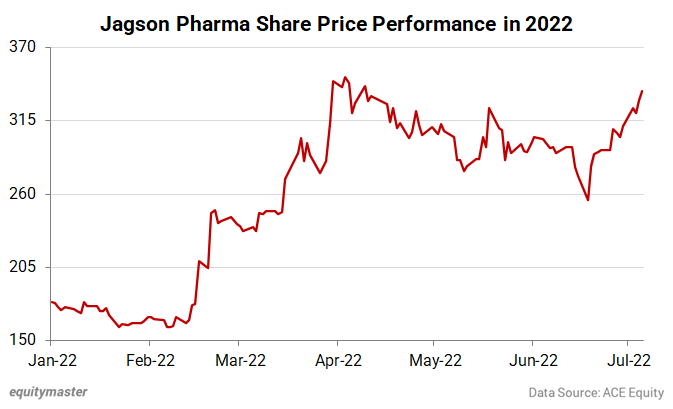 Jagson Pharma Share Price Performance in 2022
370
315
260
205
150
Jan-22 Feb-22 Mar-22 Apr-22 May-22 Jun-22 Jul-22
equitymaster Data Source: ACE Equity